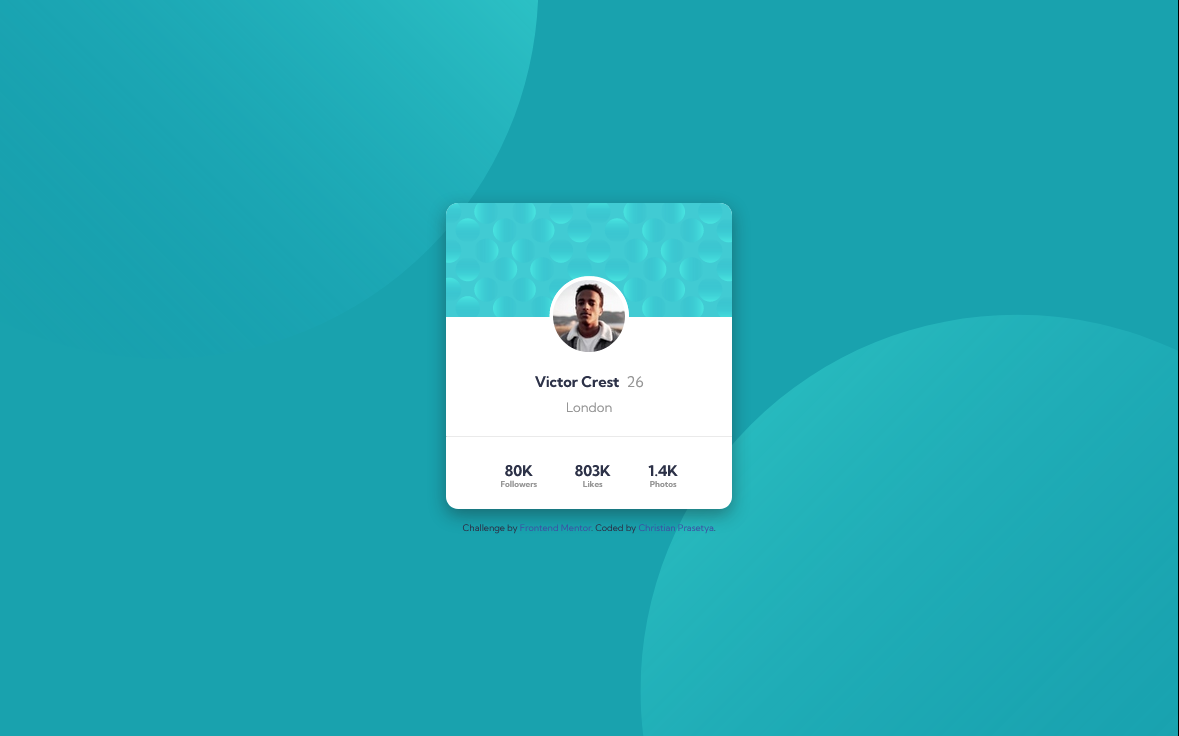 Victor Crest 26
London
80K 803K 1.4K
Followers Likes Photos
Challenge by Frontend Mentor. Coded by Christian Prasetya.